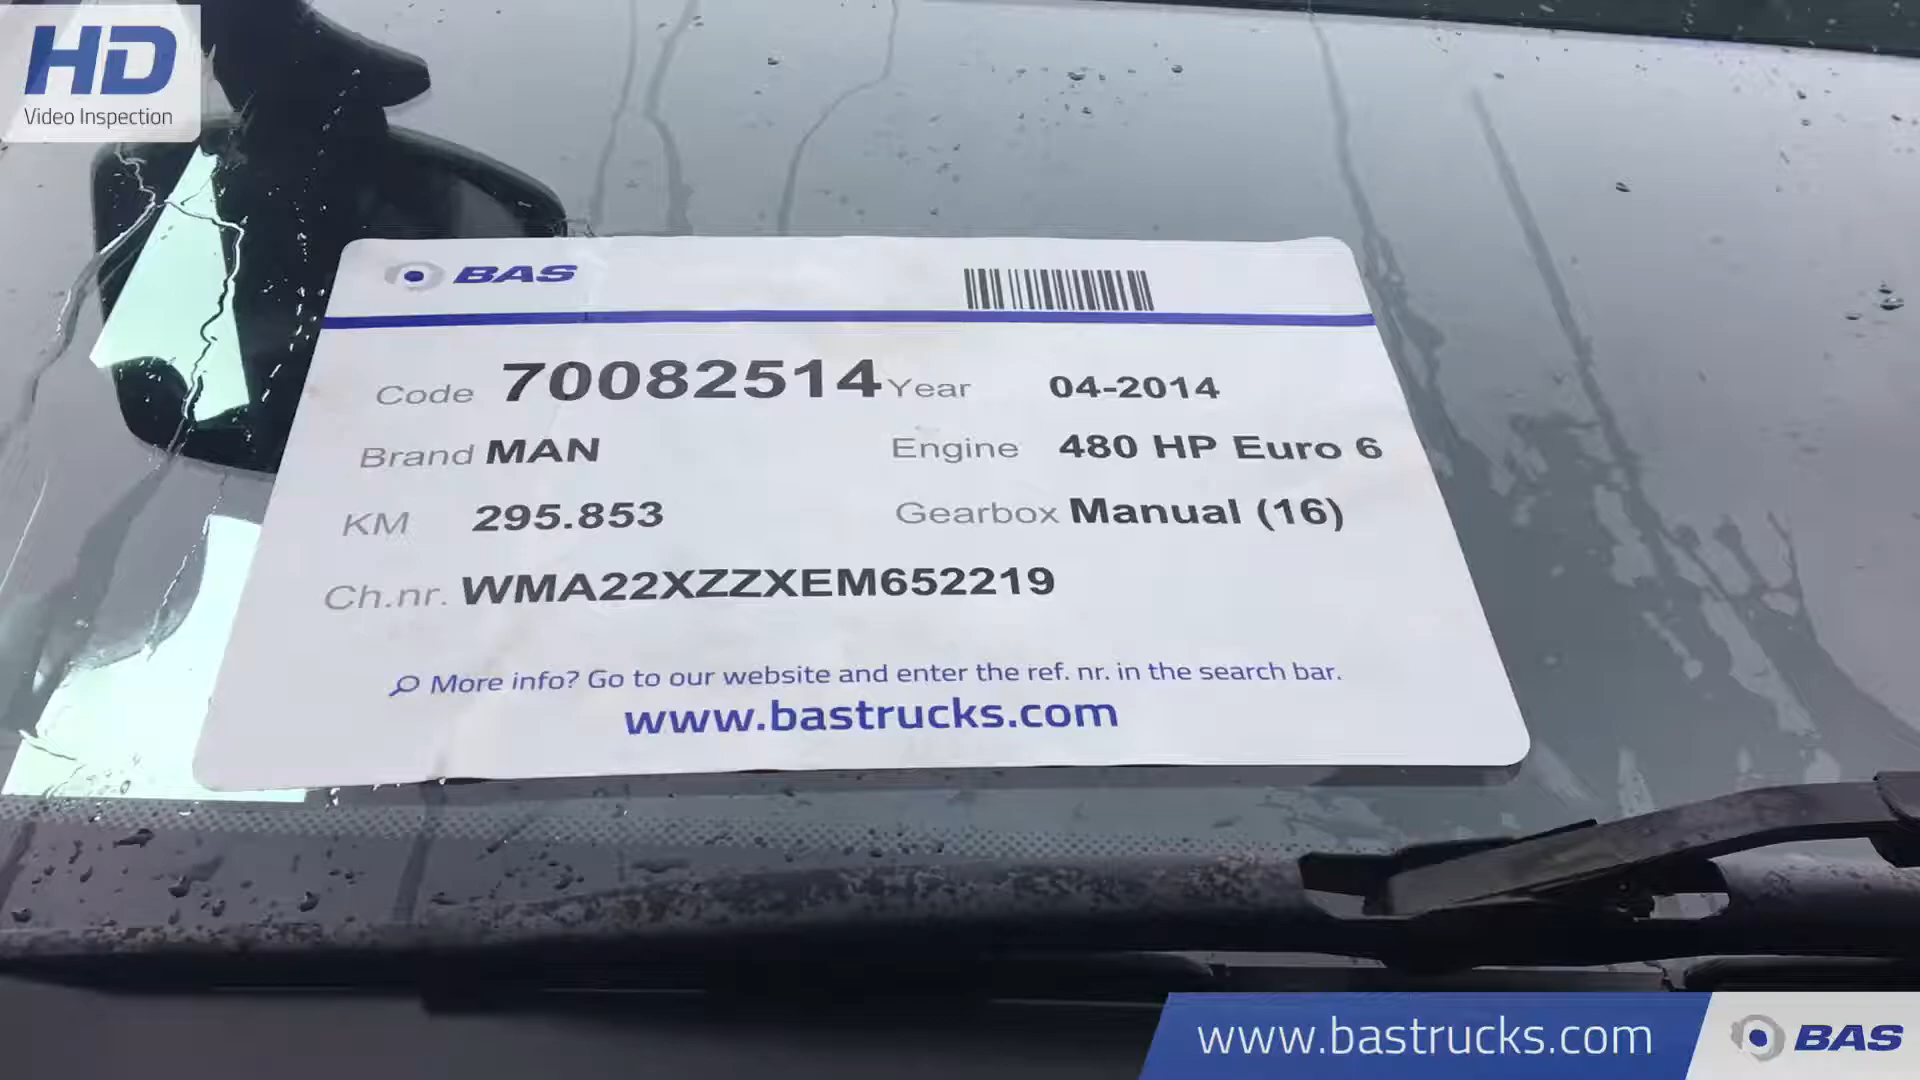 HD
Video Inspection
BAS
Code 70082514 Year 04-2014
Brand MAN Engine 480 HP Euro 6
KM 295.853 Gearbox Manual (16)
Ch.nr. WMA22XZZXEM652219
More info? Go to our website and enter the ref. nr. in the search bar.
www.bastrucks.com
www.bastrucks.com BAS